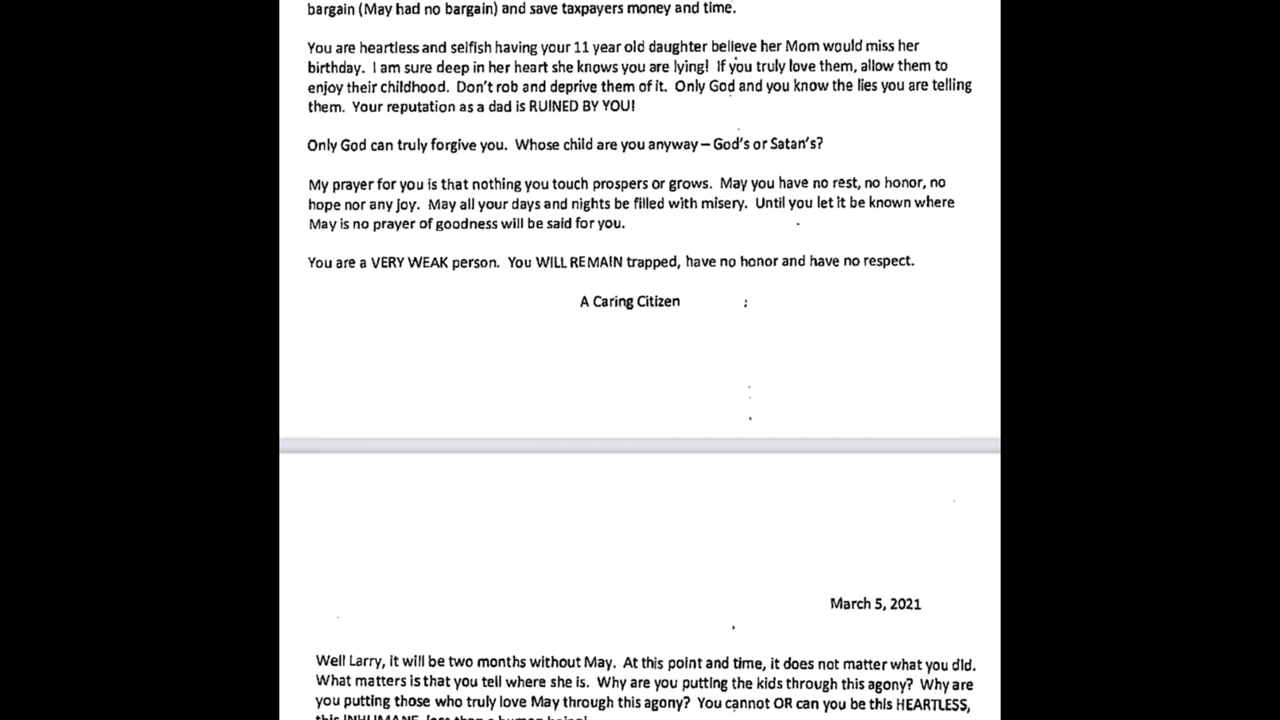 bargain (May had no bargain) and save taxpayers money and time.
You are heartless and selfish having your 11 year old daughter believe her Mom would miss her
birthday.  I am sure deep in her heart she knows you are lying!  If you truly love them, allow them to
enjoy their childhood.  Don't rob and deprive them of it.  Only God and you know the lies you are telling
them.  Your reputation as a dad is RUINED BY YOU!
Only God can truly forgive you.  Whose child are you anyway – God's or Satan's?
My prayer for you is that nothing you touch prospers or grows.  May you have no rest, no honor, no
hope nor any joy.  May all your days and nights be filled with misery.  Until you let it be known where
May is no prayer of goodness will be said for you.
You are a VERY WEAK person.  You WILL REMAIN trapped, have no honor and have no respect.
A Caring Citizen
March 5, 2021
Well Larry, it will be two months without May.  At this point and time, it does not matter what you did.
What matters is that you tell where she is.  Why are you putting the kids through this agony?  Why are
you putting those who truly love May through this agony?  You cannot OR can you be this HEARTLESS,
this INHUMANE, less than a human being!